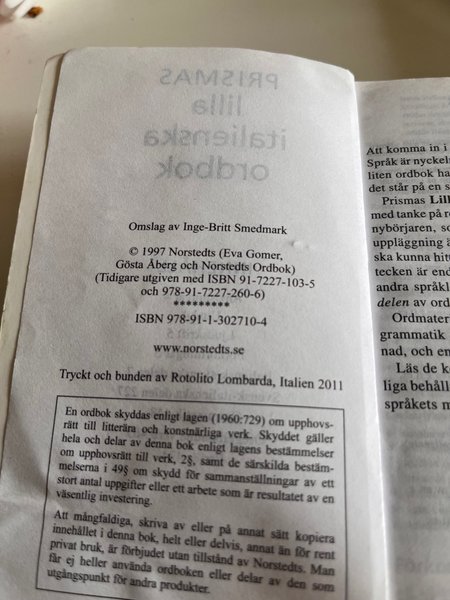 PRISMAS
lilla
italienska
ordbok
Omslag av Inge-Britt Smedmark
© 1997 Norstedts (Eva Gomer,
Gösta Åberg och Norstedts Ordbok)
(Tidigare utgiven med ISBN 91-7227-103-5
och 978-91-7227-260-6)
*********
ISBN 978-91-1-302710-4
www.norstedts.se
Tryckt och bunden av Rotolito Lombarda, Italien 2011
En ordbok skyddas enligt lagen (1960:729) om upphovs-
rätt till litterära och konstnärliga verk. Skyddet gäller
hela och delar av denna bok enligt lagens bestämmelser
om upphovsrätt till verk, 2§, samt de särskilda bestäm-
melserna i 49§ om skydd för sammanställningar av ett
stort antal uppgifter eller ett arbete som är resultatet av en
väsentlig investering.
Att mångfaldiga, skriva av eller på annat sätt kopiera
innehållet i denna bok, helt eller delvis, annat än för rent
privat bruk, är förbjudet utan tillstånd av Norstedts. Man
får ej heller använda ordboken eller delar av den som
utgångspunkt för andra produkter.
Att komma in i
Språk är nyckeln
liten ordbok ha
det står på en s
Prismas Lill
med tanke på re
nybörjaren, so
uppläggning ä
ska kunna hitt
tecken är end
andra språkl
delen av ord
Ordmater
grammatik
nad, och en
Läs de k
liga behåll
språkets m